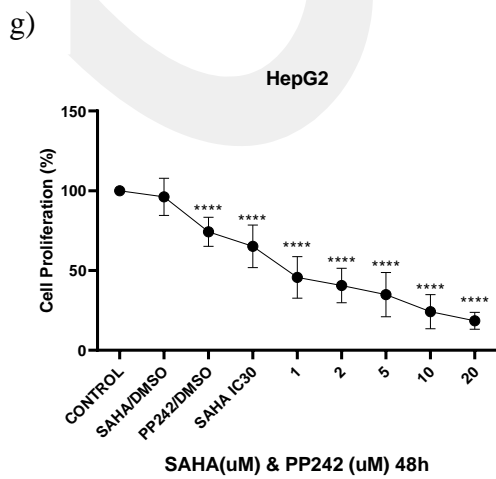 g)
HepG2
150
100
50
0
Cell Proliferation (%)
****
****
****
****
****
****
****
CONTROL
SAHA/DMSO
PP242/DMSO
SAHA IC30
1
2
5
10
20
SAHA(uM) & PP242 (uM) 48h